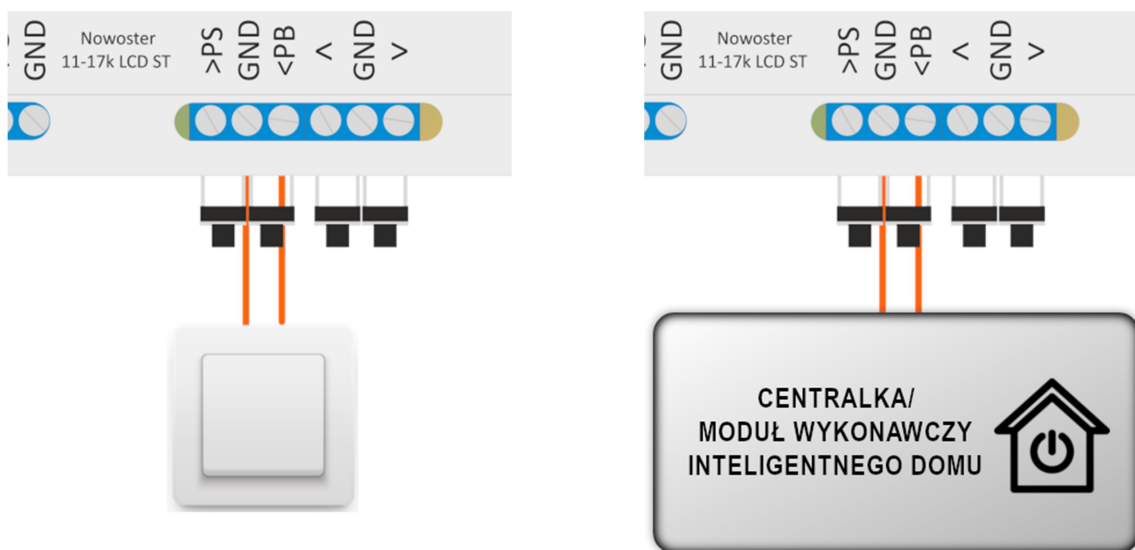 GND
Nowoster
11-17k LCD ST
>PS
GND
<PB
<
GND
>
GND
Nowoster
11-17k LCD ST
>PS
GND
<PB
<
GND
>
CENTRALKA/
MODUŁ WYKONAWCZY
INTELIGENTNEGO DOMU